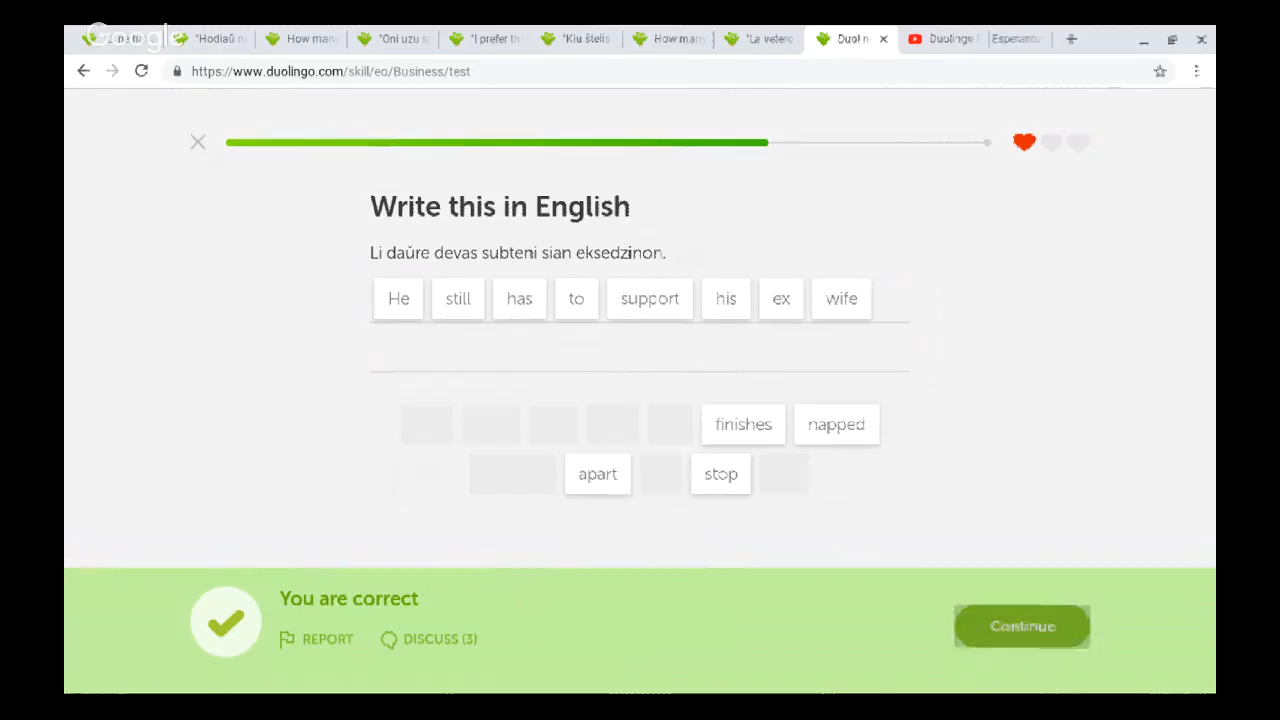 Google
"Hodiaŭ n
How many
"Oni uzu s
"I prefer th
"Kiu ŝtelis
How many
"La vetero
Duol n
Duolingo
Esperanto
https://www.duolingo.com/skill/eo/Business/test
Write this in English
Li daŭre devas subteni sian eksedzinon.
He still has to support his ex wife
finishes napped
apart stop
You are correct
REPORT DISCUSS (3)
Continue